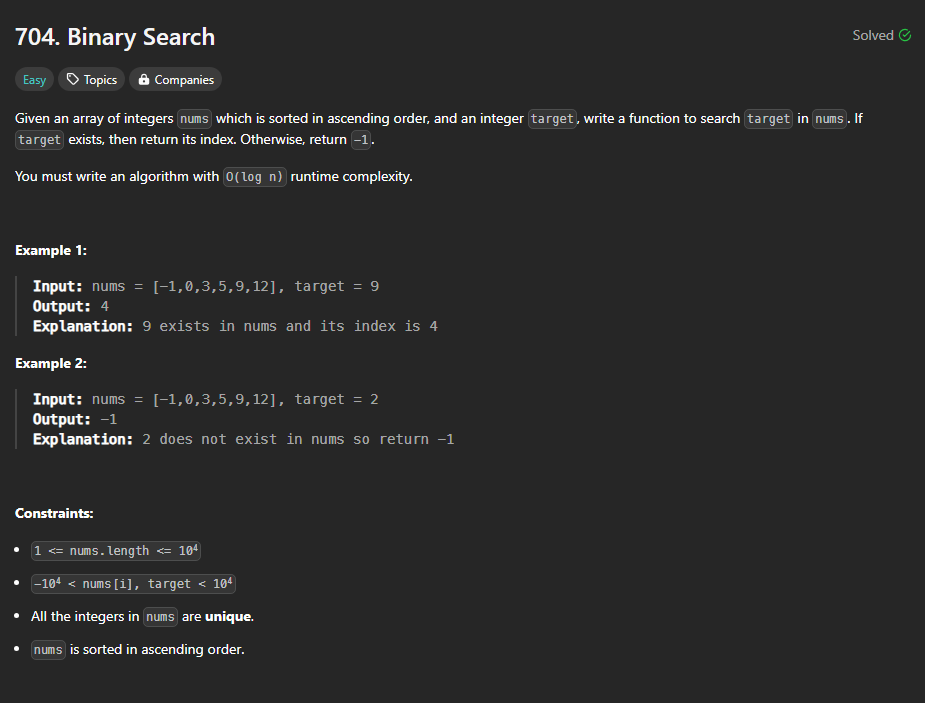 704. Binary Search
Solved
Easy Topics Companies
Given an array of integers nums which is sorted in ascending order, and an integer target, write a function to search target in nums. If
target exists, then return its index. Otherwise, return -1.
You must write an algorithm with O(log n) runtime complexity.
Example 1:
Input: nums = [-1,0,3,5,9,12], target = 9
Output: 4
Explanation: 9 exists in nums and its index is 4
Example 2:
Input: nums = [-1,0,3,5,9,12], target = 2
Output: -1
Explanation: 2 does not exist in nums so return -1
Constraints:
• 1 <= nums.length <= 10⁴
• -10⁴ < nums[i], target < 10⁴
• All the integers in nums are unique.
• nums is sorted in ascending order.